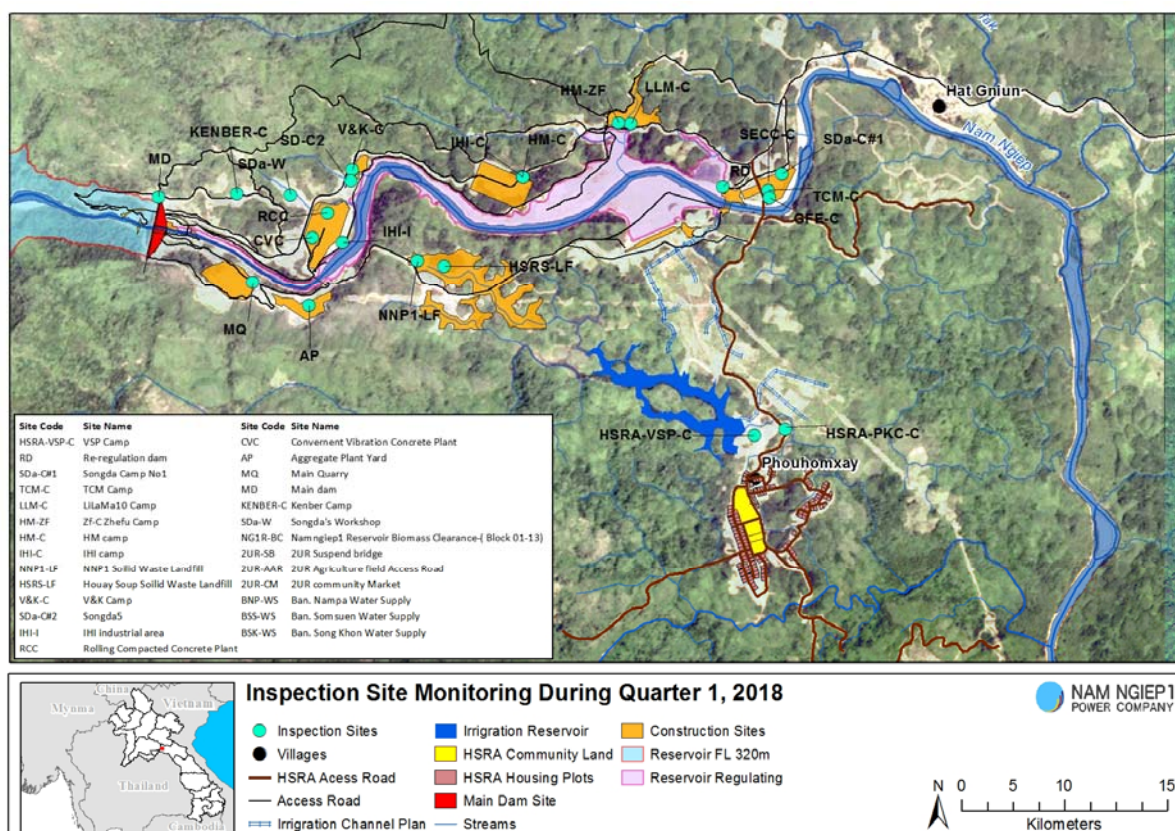 HM-ZF
LLM-C
Hat Gniun
KENBER-C
SD-C2
V&K-C
IHI-C
HM-C
SECC-C
SDa-C#1
Nam Ngiep
MD
SDa-W
RD
RCC
TCM-C
CVC
IHI-I
GFE-C
HSRS-LF
NNP1-LF
MQ
AP
HSRA-VSP-C
HSRA-PKC-C
Phouhomxay
Site Code Site Name Site Code Site Name
HSRA-VSP-C VSP Camp CVC Convernent Vibration Concrete Plant
RD Re-regulation dam AP Aggregate Plant Yard
SDa-C#1 Songda Camp No1 MQ Main Quarry
TCM-C TCM Camp MD Main dam
LLM-C LiLaMa10 Camp KENBER-C Kenber Camp
HM-ZF Zf-C Zhefu Camp SDa-W Songda's Workshop
HM-C HM camp NG1R-BC Namngiep1 Reservoir Biomass Clearance-( Block 01-13)
IHI-C IHI camp 2UR-SB 2UR Suspend bridge
NNP1-LF NNP1 Soilld Waste Landfill 2UR-AAR 2UR Agriculture field Access Road
HSRS-LF Houay Soup Soilld Waste Landfill 2UR-CM 2UR community Market
V&K-C V&K Camp BNP-WS Ban. Nampa Water Supply
SDa-C#2 Songda5 BSS-WS Ban. Somsuen Water Supply
IHI-I IHI industrial area BSK-WS Ban. Song Khon Water Supply
RCC Rolling Compacted Concrete Plant
China
Mynma
Vietnam
Thailand
Cambodia
Inspection Site Monitoring During Quarter 1, 2018
NAM NGIEP1
POWER COMPANY
Inspection Sites Irrigration Reservoir Construction Sites
Villages HSRA Community Land Reservoir FL 320m
HSRA Acess Road HSRA Housing Plots Reservoir Regulating
Access Road Main Dam Site
Irrigration Channel Plan Streams
N
0 5 10 15
Kilometers